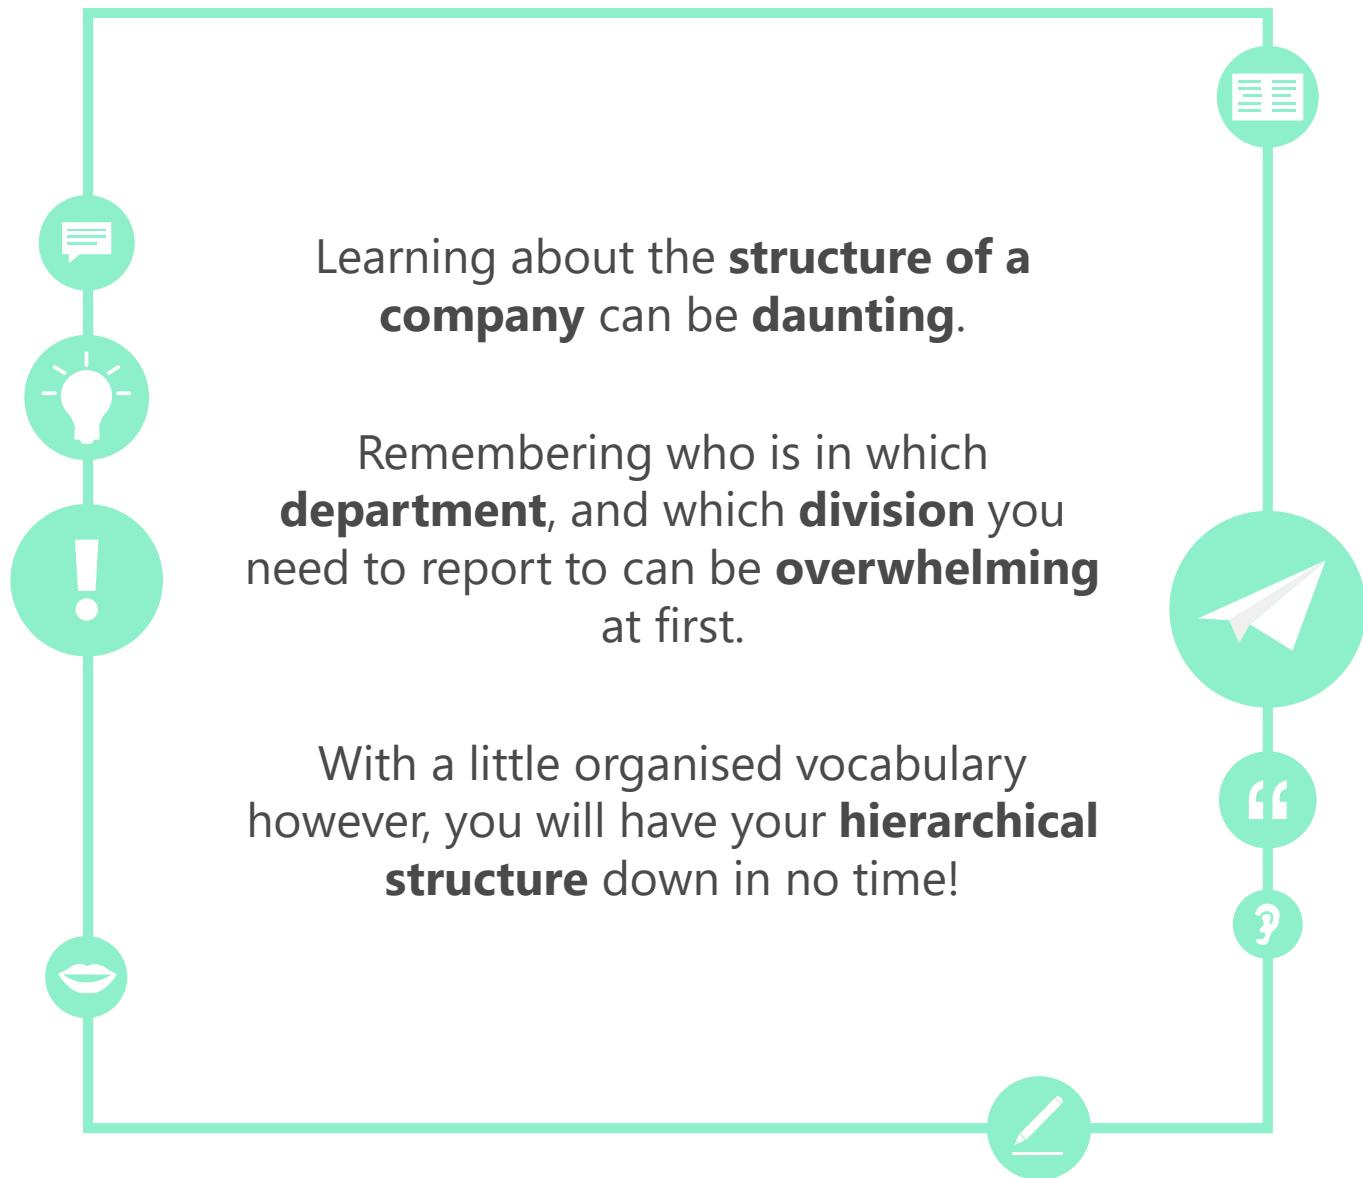 Learning about the structure of a
company can be daunting.
Remembering who is in which
department, and which division you
need to report to can be overwhelming
at first.
With a little organised vocabulary
however, you will have your hierarchical
structure down in no time!